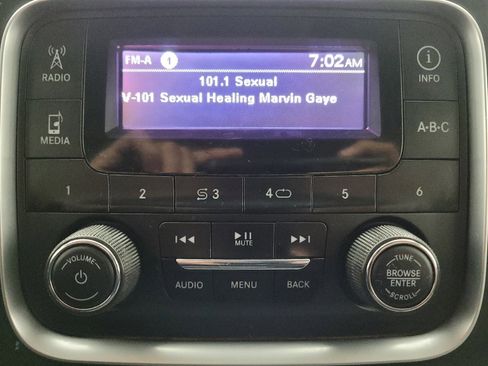 FM-A 1 7:02AM
101.1 Sexual
V-101 Sexual Healing Marvin Gaye
RADIO
INFO
MEDIA
A·B·C
1 2 3 4 5 6
MUTE
VOLUME
TUNE
BROWSE
ENTER
SCROLL
AUDIO MENU BACK